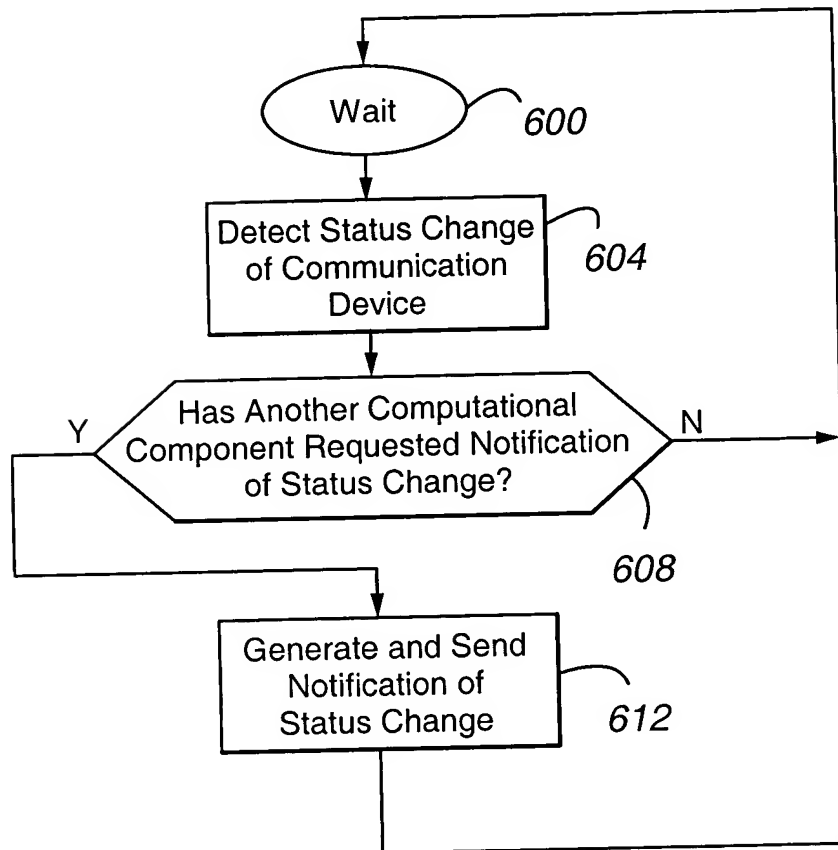 Wait
600
Detect Status Change
of Communication
Device
604
Has Another Computational
Component Requested Notification
of Status Change?
Y
N
608
Generate and Send
Notification of
Status Change
612